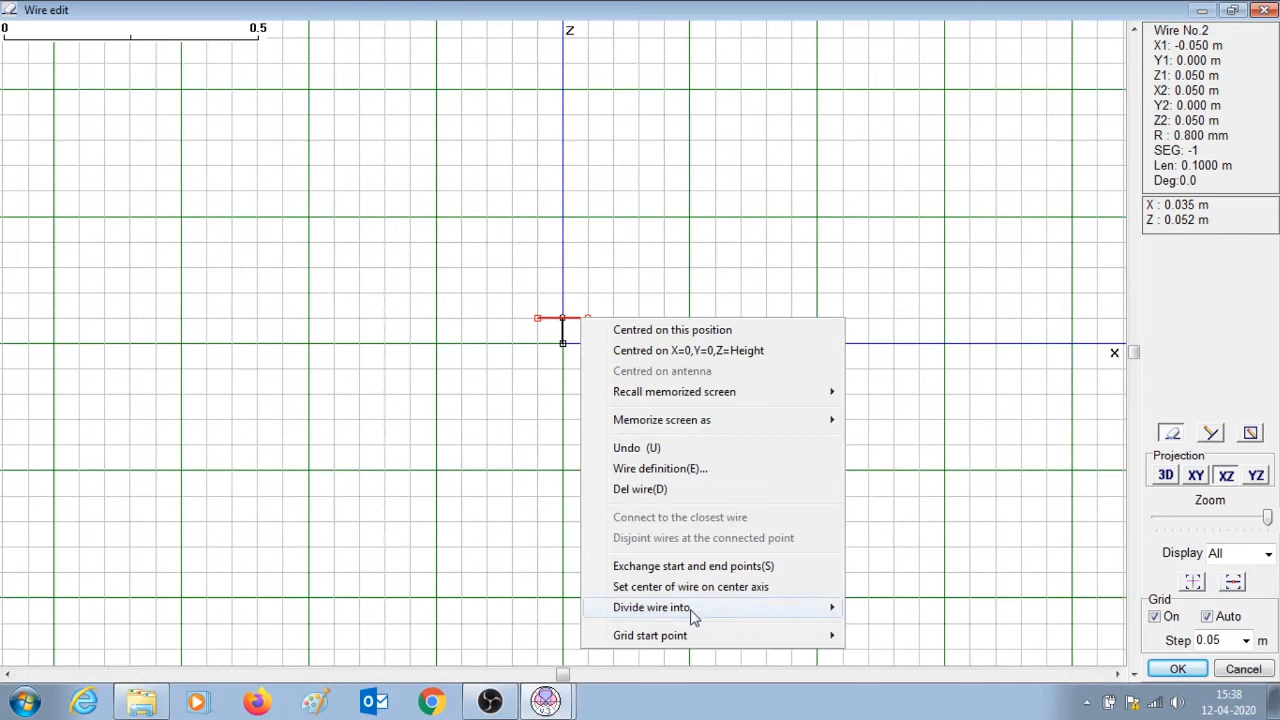 Wire edit
0 0.5
Z
X
Wire No.2
X1: -0.050 m
Y1: 0.000 m
Z1: 0.050 m
X2: 0.050 m
Y2: 0.000 m
Z2: 0.050 m
R : 0.800 mm
SEG: -1
Len: 0.1000 m
Deg:0.0
X : 0.035 m
Z : 0.052 m
Centred on this position
Centred on X=0,Y=0,Z=Height
Centred on antenna
Recall memorized screen
Memorize screen as
Undo (U)
Wire definition(E)...
Del wire(D)
Connect to the closest wire
Disjoint wires at the connected point
Exchange start and end points(S)
Set center of wire on center axis
Divide wire into
Grid start point
Projection
3D XY XZ YZ
Zoom
Display All
Grid
On Auto
Step 0.05
OK Cancel
15:38
12-04-2020